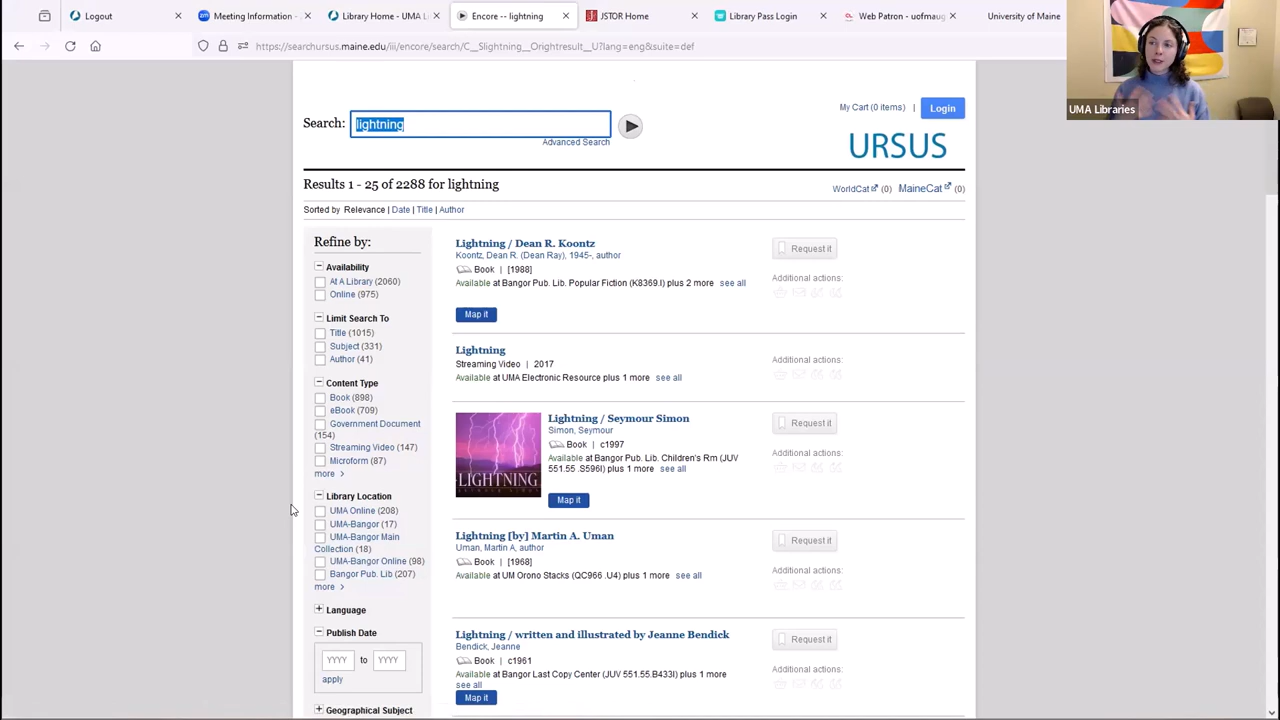 Logout
Meeting Information -
Library Home - UMA L
Encore -- lightning
JSTOR Home
Library Pass Login
Web Patron - uofmaug
University of Maine
https://searchursus.maine.edu/iii/encore/search/C__Slightning__Orightresult__U?lang=eng&suite=def
UMA Libraries
Search: lightning
Advanced Search
My Cart (0 items) | Login
URSUS
Results 1 - 25 of 2288 for lightning
WorldCat (0) MaineCat (0)
Sorted by Relevance | Date | Title | Author
Refine by:
Availability
At A Library (2060)
Online (975)
Limit Search To
Title (1015)
Subject (331)
Author (41)
Content Type
Book (898)
eBook (709)
Government Document
(154)
Streaming Video (147)
Microform (87)
more >
Library Location
UMA Online (208)
UMA-Bangor (17)
UMA-Bangor Main
Collection (18)
UMA-Bangor Online (98)
Bangor Pub. Lib (207)
more >
Language
Publish Date
YYYY to YYYY
apply
Geographical Subject
Lightning / Dean R. Koontz
Koontz, Dean R. (Dean Ray), 1945-, author
Book | [1988]
Available at Bangor Pub. Lib. Popular Fiction (K8369.l) plus 2 more see all
Map it
Request it
Additional actions:
Lightning
Streaming Video | 2017
Available at UMA Electronic Resource plus 1 more see all
Additional actions:
LIGHTNING
Lightning / Seymour Simon
Simon, Seymour
Book | c1997
Available at Bangor Pub. Lib. Children's Rm (JUV
551.55 .S596l) plus 1 more see all
Map it
Request it
Additional actions:
Lightning [by] Martin A. Uman
Uman, Martin A, author
Book | [1968]
Available at UM Orono Stacks (QC966 .U4) plus 1 more see all
Request it
Additional actions:
Lightning / written and illustrated by Jeanne Bendick
Bendick, Jeanne
Book | c1961
Available at Bangor Last Copy Center (JUV 551.55.B433l) plus 1 more
see all
Map it
Request it
Additional actions: